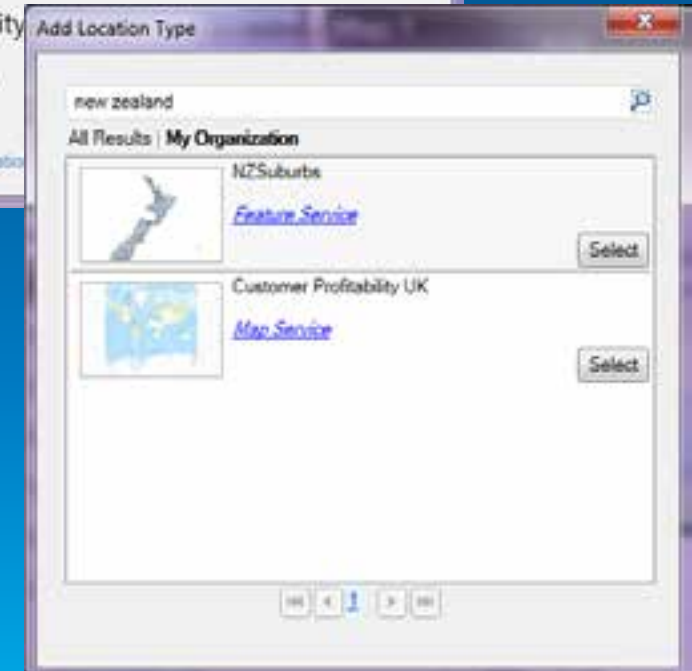 ity
Add Location Type
new zealand
All Results | My Organization
NZSuburbs
Feature Service
Select
Customer Profitability UK
Map Service
Select
1